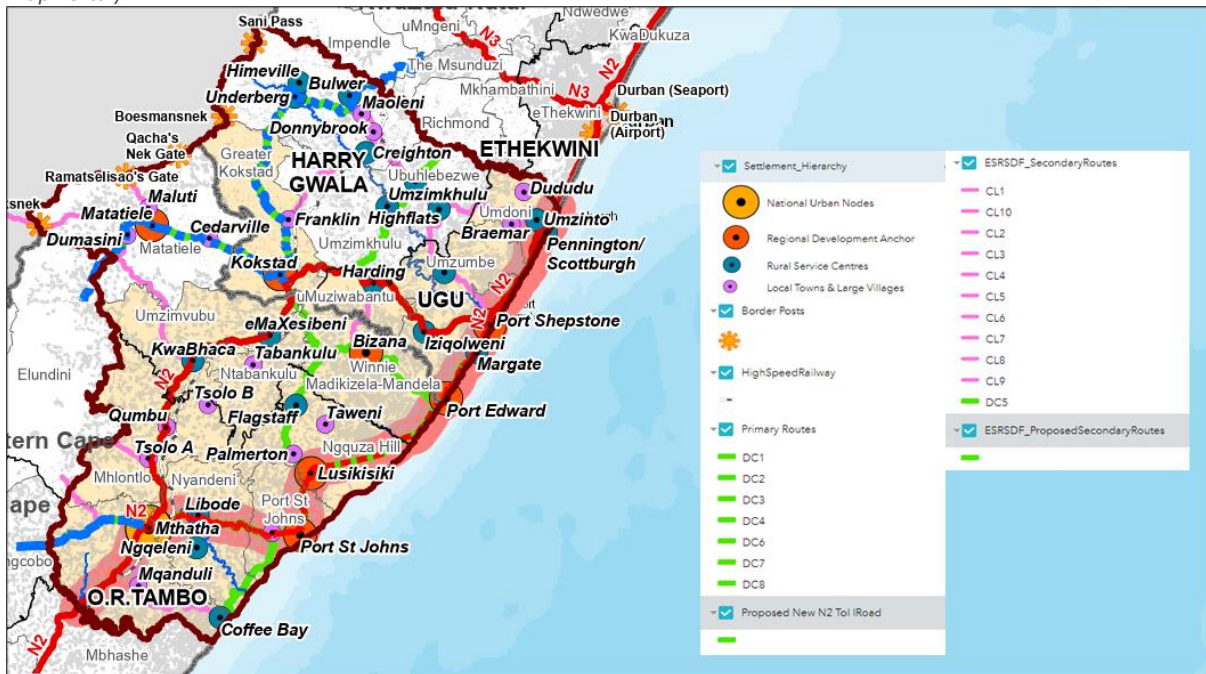 Sani Pass
uMngeni
Ndwedwe
Impendle
N3
KwaDukuza
The Msunduzi
N2
Himeville
Bulwer
Mkhambathini
N3
Durban (Seaport)
Underberg
Maoleni
eThekwini
Durban
(Airport)
Boesmansnek
Donnybrook
Richmond
Qacha's
Nek Gate
Greater
Kokstad
HARRY
GWALA
Creighton
ETHEKWINI
Ramatseliso's Gate
Ubuhlebezwe
Dududu
Maluti
Umzimkhulu
Matatiele
Franklin
Highflats
Umdoni
Umzinto
Cedarville
Braemar
Dumasini
Matatiele
Umzimkhulu
Pennington/
Scottburgh
Kokstad
Harding
Umzumbe
uMuziwabantu
UGU
N2
Umzimvubu
eMaXesibeni
N2
Port Shepstone
Bizana
Iziqolweni
KwaBhaca
Tabankulu
Winnie
Margate
Elundini
N2
Ntabankulu
Madikizela-Mandela
Tsolo B
Port Edward
Qumbu
Flagstaff
Taweni
Tsolo A
Palmerton
Ngquza Hill
Mhlontlo
Nyandeni
Lusikisiki
Libode
Port St
Johns
N2
Mthatha
Port St Johns
Ngqeleni
Mqanduli
O.R.TAMBO
Coffee Bay
N2
Mbhashe
Settlement_Hierarchy
National Urban Nodes
Regional Development Anchor
Rural Service Centres
Local Towns & Large Villages
Border Posts
HighSpeedRailway
Primary Routes
DC1
DC2
DC3
DC4
DC6
DC7
DC8
Proposed New N2 Tol lRoad
ESRSDF_SecondaryRoutes
CL1
CL10
CL2
CL3
CL4
CL5
CL6
CL7
CL8
CL9
DC5
ESRSDF_ProposedSecondaryRoutes